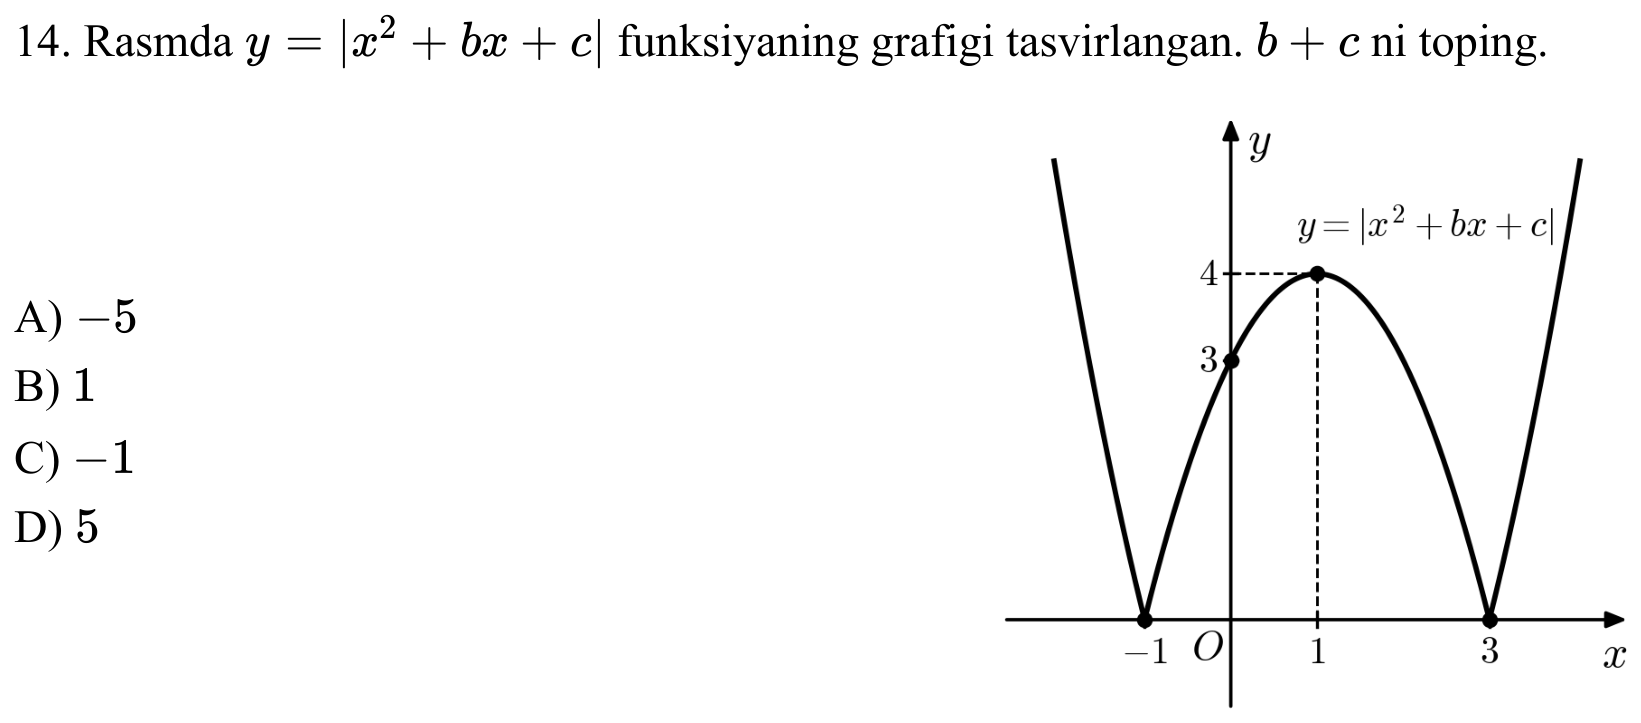 14. Rasmda y = |x² + bx + c| funksiyaning grafigi tasvirlangan. b + c ni toping.
y
y = |x² + bx + c|
4
3
A) −5
B) 1
C) −1
D) 5
−1 O 1 3 x